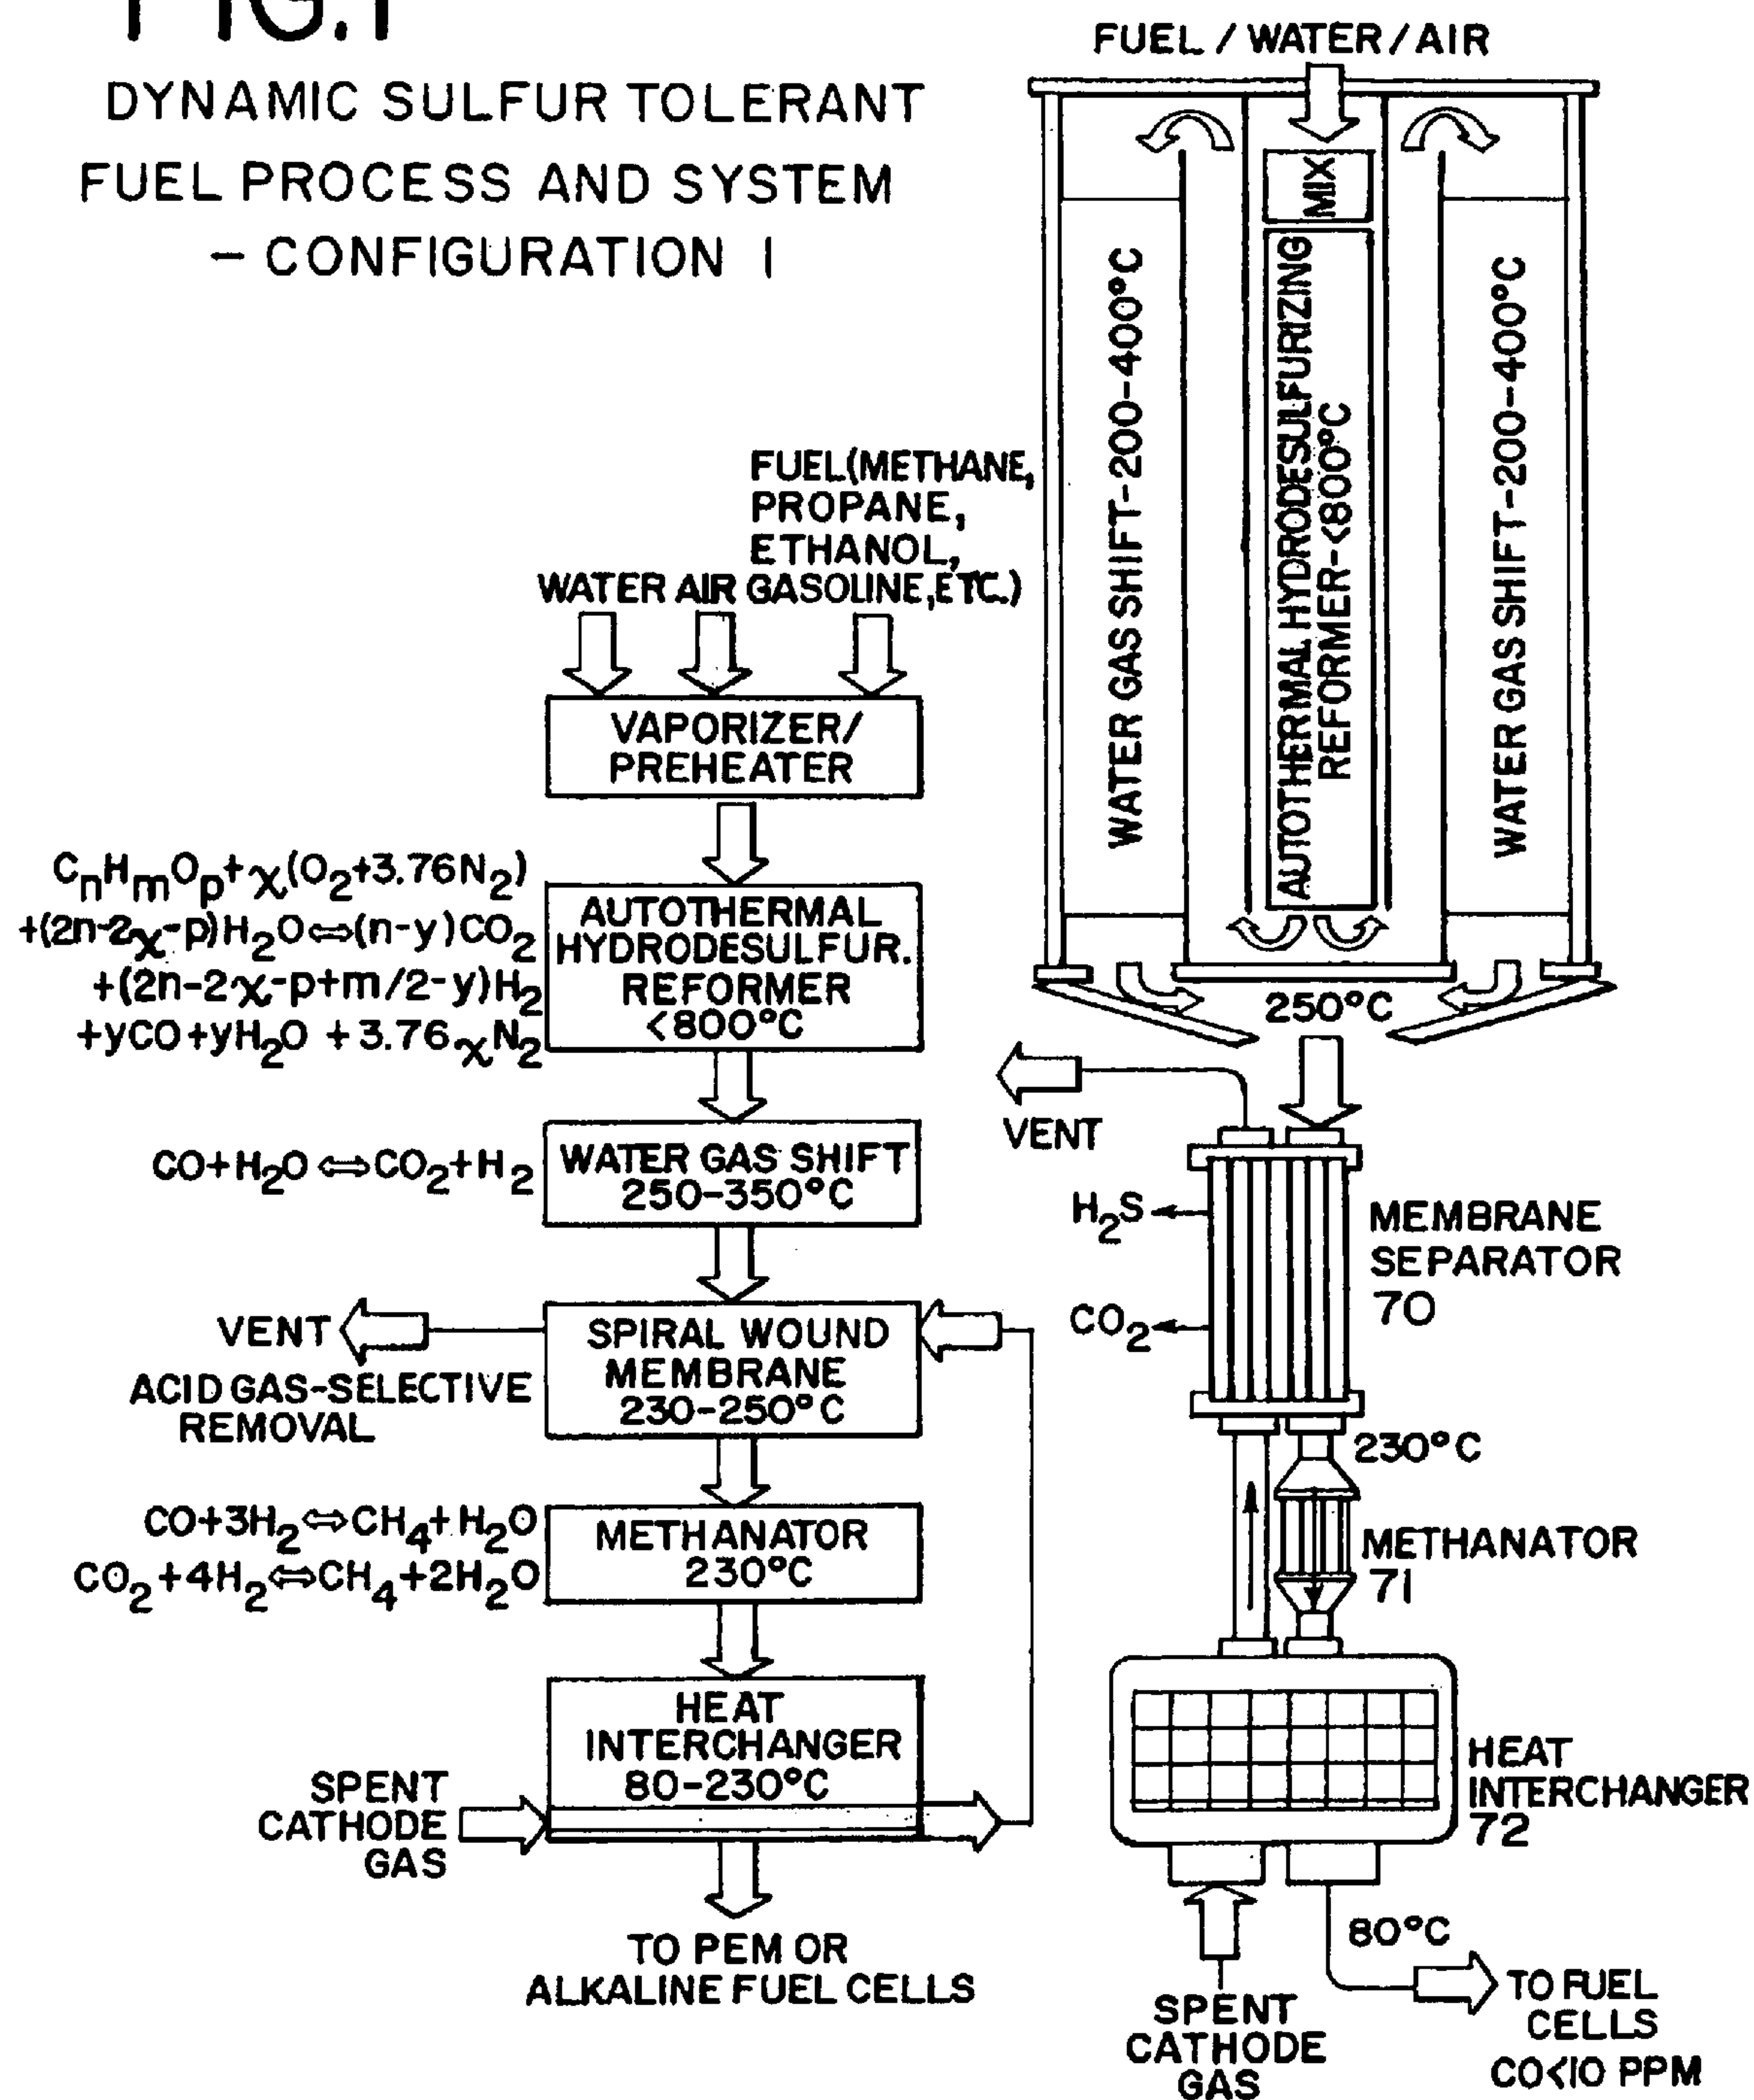 FIG.1
DYNAMIC SULFUR TOLERANT
FUEL PROCESS AND SYSTEM
– CONFIGURATION 1
FUEL(METHANE,
PROPANE,
ETHANOL,
WATER AIR GASOLINE,ETC.)
VAPORIZER/
PREHEATER
CnHmOp+χ(O2+3.76N2)
+(2n-2χ-p)H2O⇔(n-y)CO2
+(2n-2χ-p+m/2-y)H2
+yCO+yH2O +3.76χN2
AUTOTHERMAL
HYDRODESULFUR.
REFORMER
<800°C
CO+H2O⇔CO2+H2
WATER GAS SHIFT
250-350°C
VENT
ACID GAS-SELECTIVE
REMOVAL
SPIRAL WOUND
MEMBRANE
230-250°C
CO+3H2⇔CH4+H2O
CO2+4H2⇔CH4+2H2O
METHANATOR
230°C
HEAT
INTERCHANGER
80-230°C
SPENT
CATHODE
GAS
TO PEM OR
ALKALINE FUEL CELLS
FUEL / WATER / AIR
MIX
WATER GAS SHIFT-200-400°C
AUTOTHERMAL HYDRODESULFURIZING
REFORMER-<800°C
WATER GAS SHIFT-200-400°C
250°C
VENT
H2S
CO2
MEMBRANE
SEPARATOR
70
230°C
METHANATOR
71
HEAT
INTERCHANGER
72
80°C
SPENT
CATHODE
GAS
TO FUEL
CELLS
CO<10 PPM